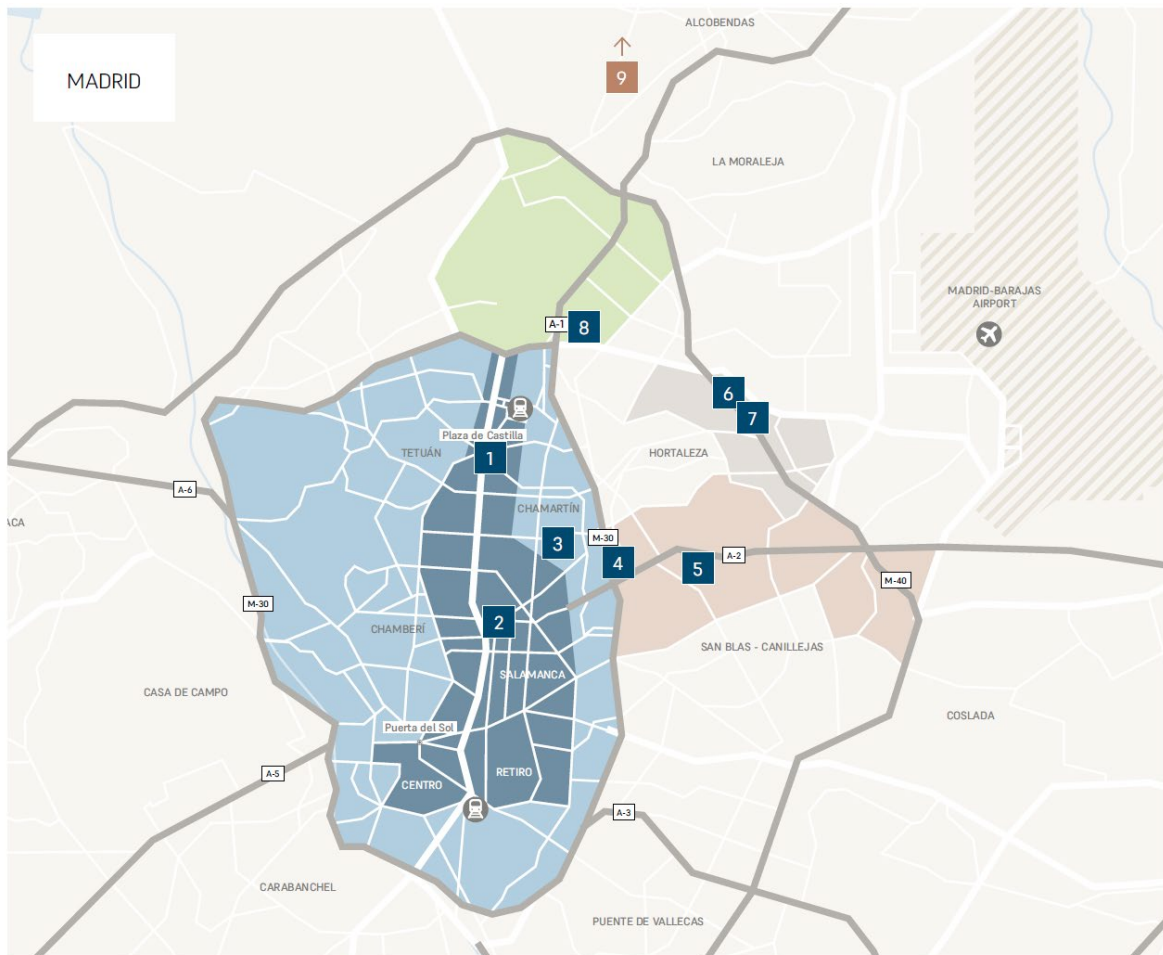 ALCOBENDAS
MADRID
9
LA MORALEJA
MADRID-BARAJAS
AIRPORT
A-1
8
6
7
Plaza de Castilla
TETUÁN
1
HORTALEZA
A-6
CHAMARTÍN
ACA
3
M-30
4
5
A-2
M-40
M-30
2
CHAMBERÍ
SAN BLAS - CANILLEJAS
SALAMANCA
CASA DE CAMPO
COSLADA
Puerta del Sol
A-5
RETIRO
CENTRO
A-3
CARABANCHEL
PUENTE DE VALLECAS